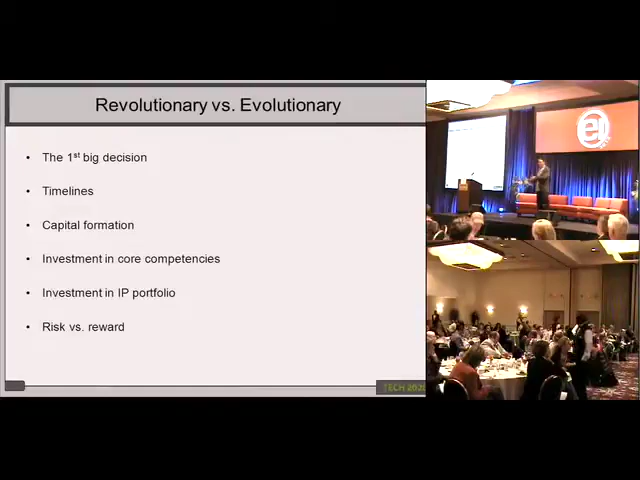 Revolutionary vs. Evolutionary
• The 1st big decision
• Timelines
• Capital formation
• Investment in core competencies
• Investment in IP portfolio
• Risk vs. reward
TECH 2020